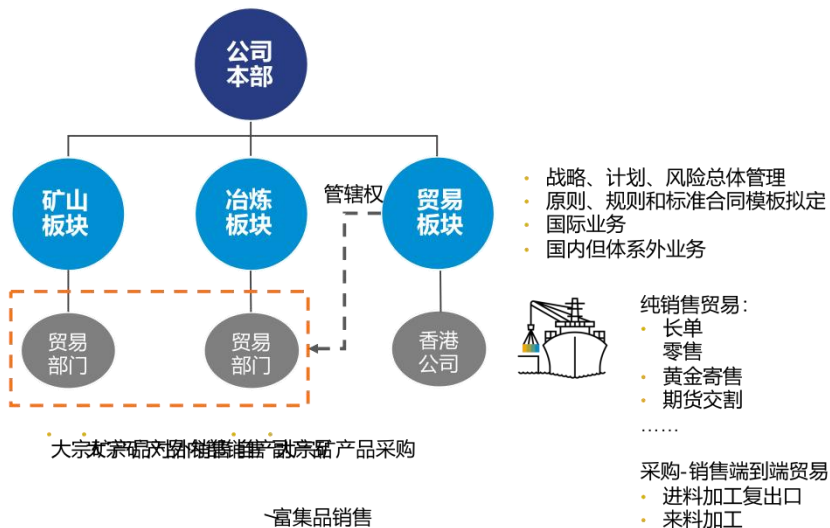 公司
本部
矿山
板块
冶炼
板块
管辖权
贸易
板块
• 战略、计划、风险总体管理
• 原则、规则和标准合同模板拟定
• 国际业务
• 国内但体系外业务
贸易
部门
贸易
部门
香港
公司
纯销售贸易：
• 长单
零售
• 黄金寄售
• 期货交割
……
矿产品采购
富集品销售
采购-销售端到端贸易
• 进料加工复出口
• 来料加工